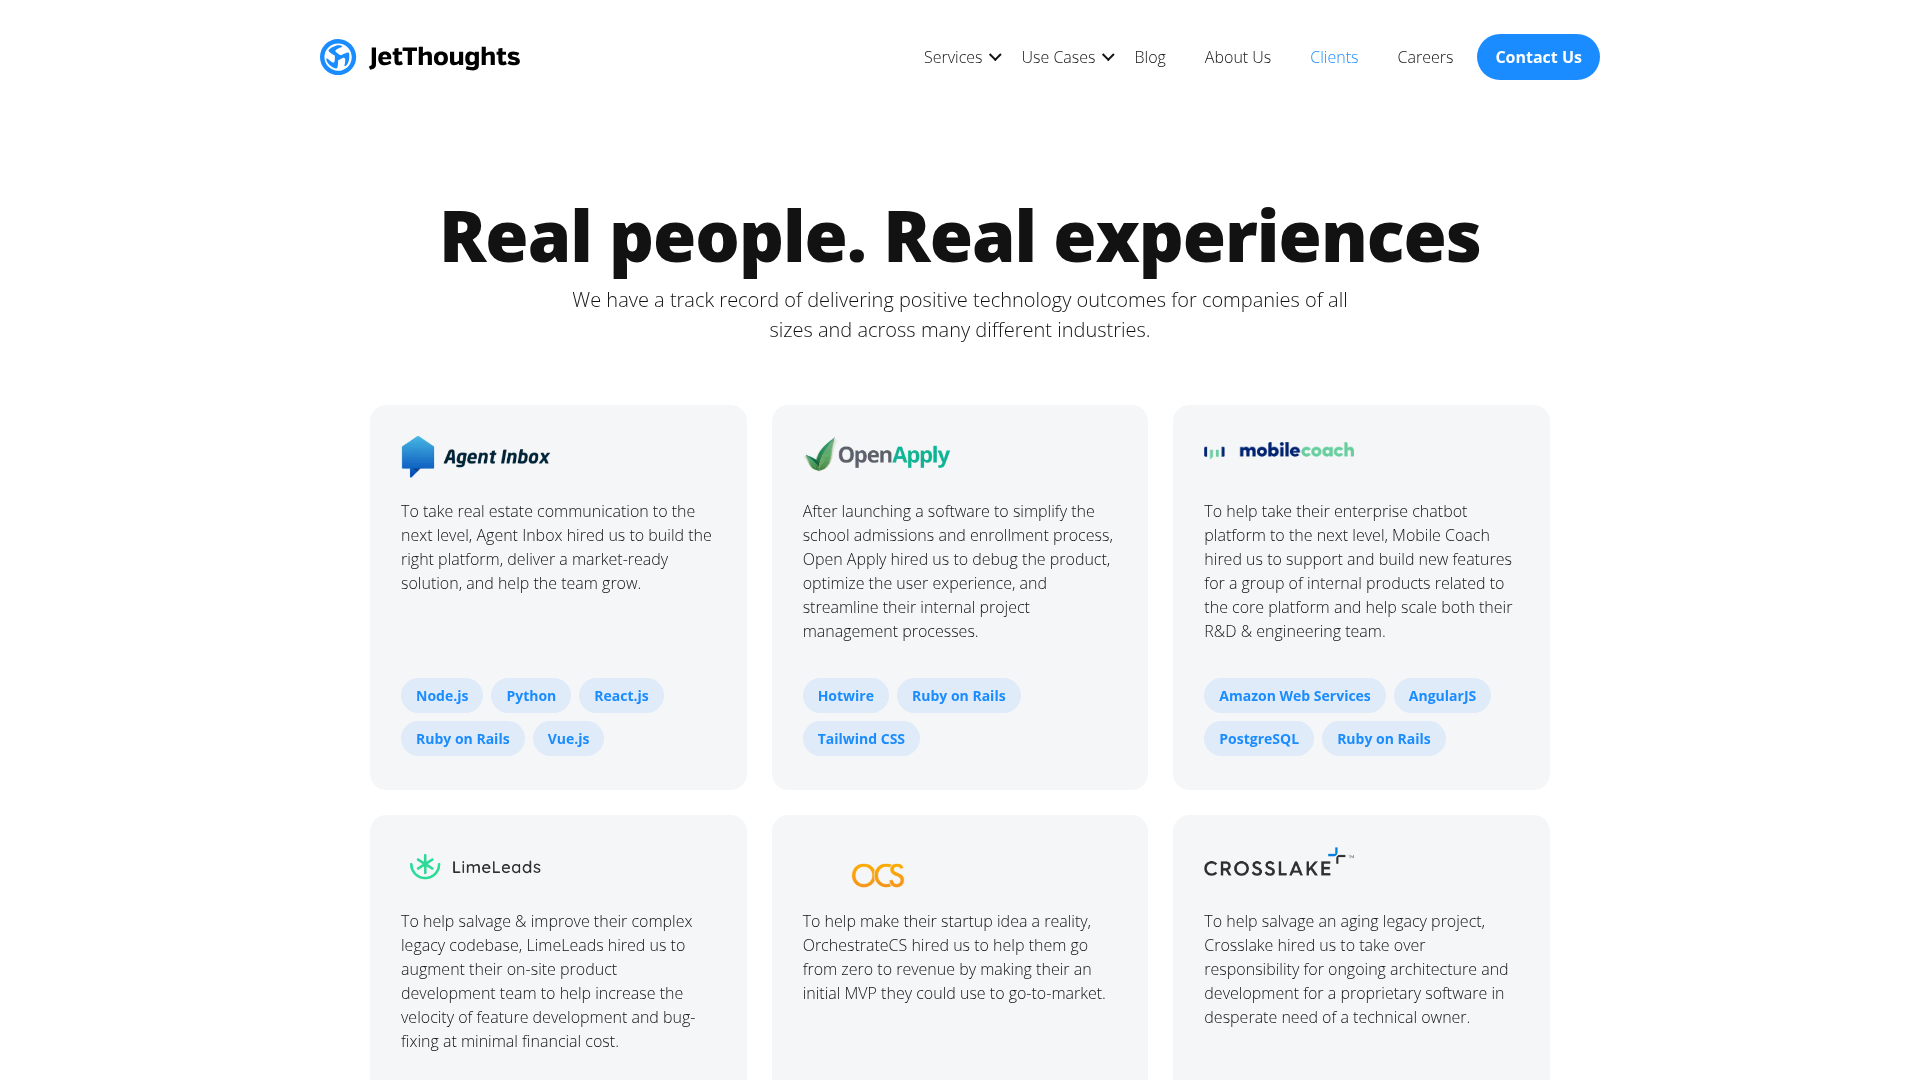 JetThoughts
Services
Use Cases
Blog
About Us
Clients
Careers
Contact Us
Real people. Real experiences
We have a track record of delivering positive technology outcomes for companies of all
sizes and across many different industries.
Agent Inbox
To take real estate communication to the
next level, Agent Inbox hired us to build the
right platform, deliver a market-ready
solution, and help the team grow.
Node.js
Python
React.js
Ruby on Rails
Vue.js
OpenApply
After launching a software to simplify the
school admissions and enrollment process,
Open Apply hired us to debug the product,
optimize the user experience, and
streamline their internal project
management processes.
Hotwire
Ruby on Rails
Tailwind CSS
mobilecoach
To help take their enterprise chatbot
platform to the next level, Mobile Coach
hired us to support and build new features
for a group of internal products related to
the core platform and help scale both their
R&D & engineering team.
Amazon Web Services
AngularJS
PostgreSQL
Ruby on Rails
LimeLeads
To help salvage & improve their complex
legacy codebase, LimeLeads hired us to
augment their on-site product
development team to help increase the
velocity of feature development and bug-
fixing at minimal financial cost.
OCS
To help make their startup idea a reality,
OrchestrateCS hired us to help them go
from zero to revenue by making their an
initial MVP they could use to go-to-market.
CROSSLAKE™
To help salvage an aging legacy project,
Crosslake hired us to take over
responsibility for ongoing architecture and
development for a proprietary software in
desperate need of a technical owner.